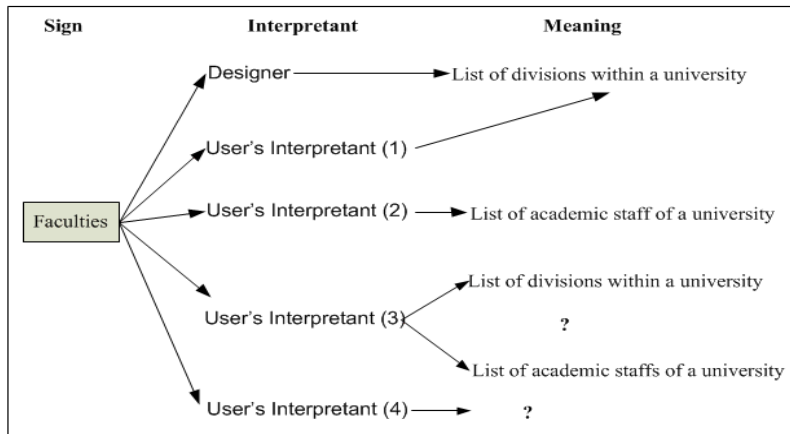 Sign Interpretant Meaning
Designer List of divisions within a university
User's Interpretant (1)
Faculties
User's Interpretant (2) List of academic staff of a university
List of divisions within a university
User's Interpretant (3) ?
List of academic staffs of a university
User's Interpretant (4) ?